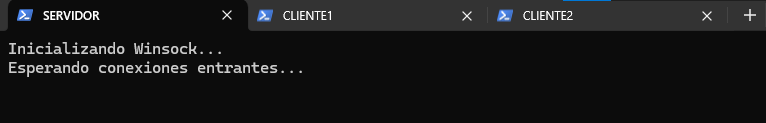 SERVIDOR
CLIENTE1
CLIENTE2
Inicializando Winsock...
Esperando conexiones entrantes...